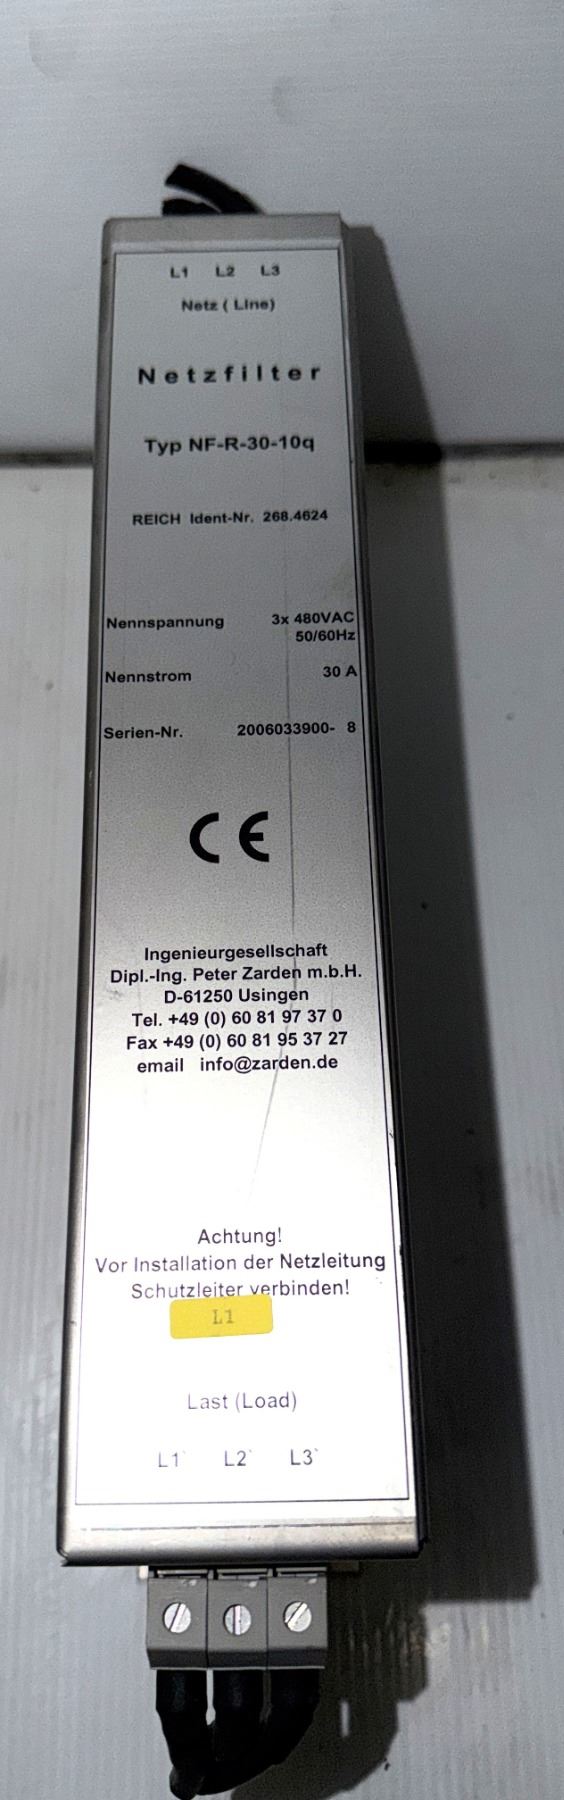 L1 L2 L3
Netz ( Line)
Netzfilter
Typ NF-R-30-10q
REICH Ident-Nr. 268.4624
Nennspannung 3x 480VAC
50/60Hz
Nennstrom 30 A
Serien-Nr. 2006033900- 8
CE
Ingenieurgesellschaft
Dipl.-Ing. Peter Zarden m.b.H.
D-61250 Usingen
Tel. +49 (0) 60 81 97 37 0
Fax +49 (0) 60 81 95 37 27
email info@zarden.de
Achtung!
Vor Installation der Netzleitung
Schutzleiter verbinden!
L1
Last (Load)
L1` L2` L3`